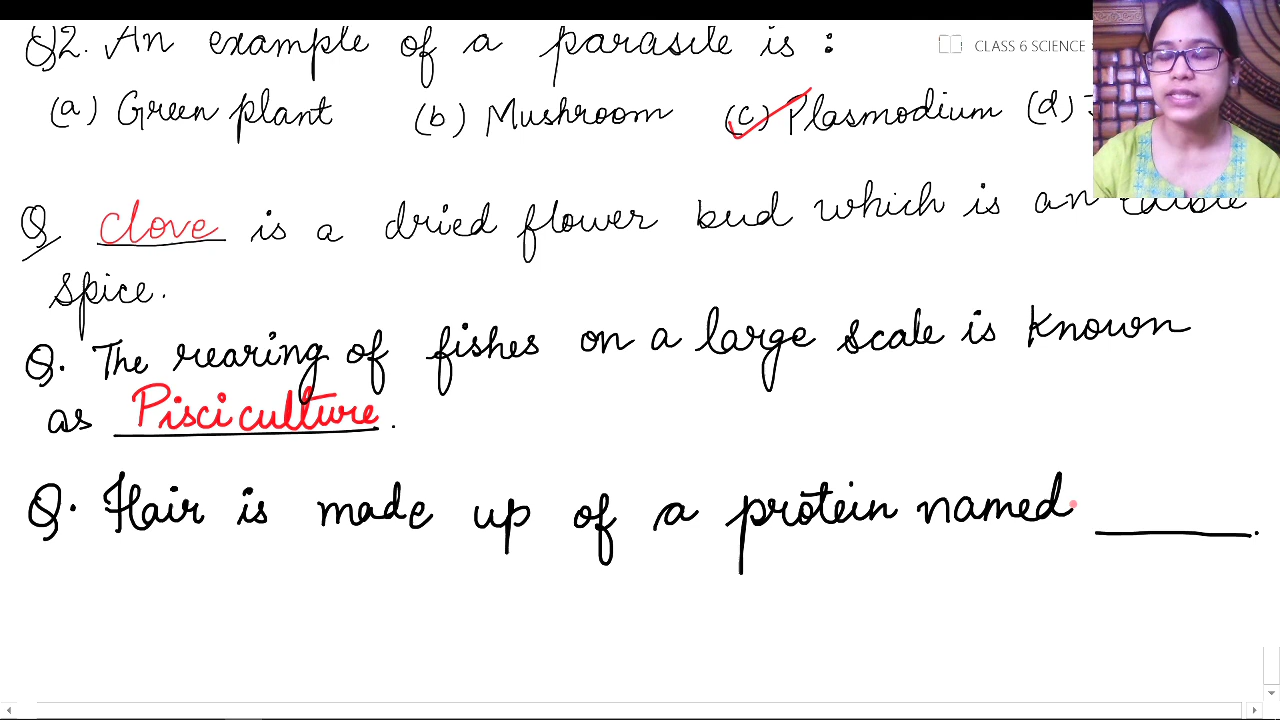 Q2. An example of a parasite is :
CLASS 6 SCIENCE
(a) Green plant (b) Mushroom (c) Plasmodium (d)
Q clove is a dried flower bud which is an edible
spice.
Q. The rearing of fishes on a large scale is known
as Pisciculture.
Q. Hair is made up of a protein named ______.